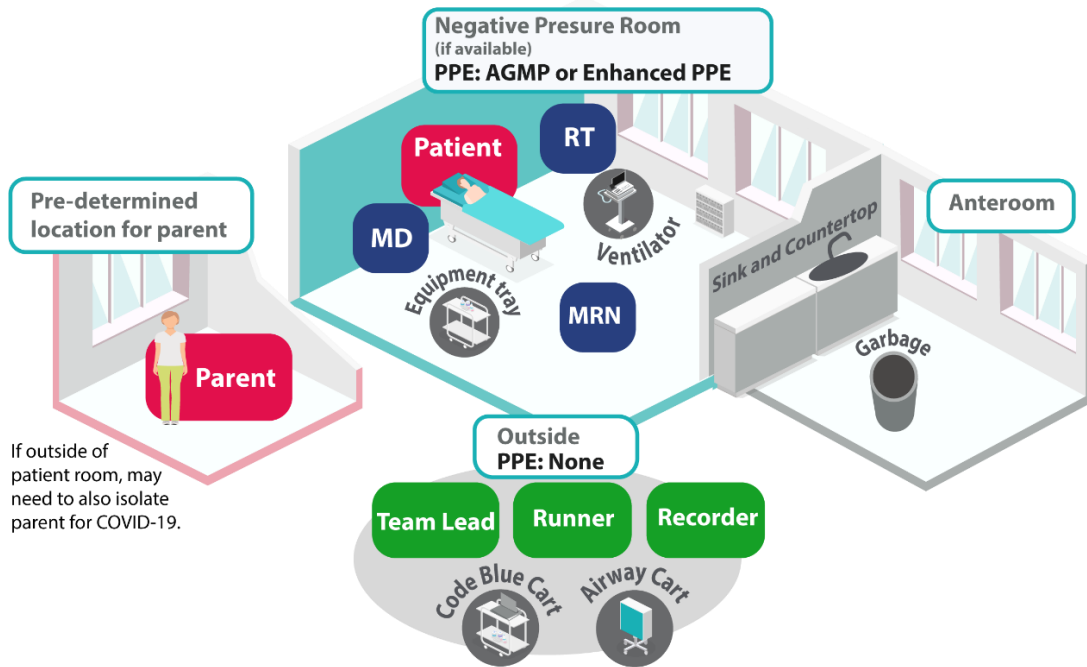 Negative Presure Room
(if available)
PPE: AGMP or Enhanced PPE
Patient
RT
Ventilator
MD
Equipment tray
MRN
Pre-determined
location for parent
Parent
If outside of
patient room, may
need to also isolate
parent for COVID-19.
Anteroom
Sink and Countertop
Garbage
Outside
PPE: None
Team Lead
Runner
Recorder
Code Blue Cart
Airway Cart